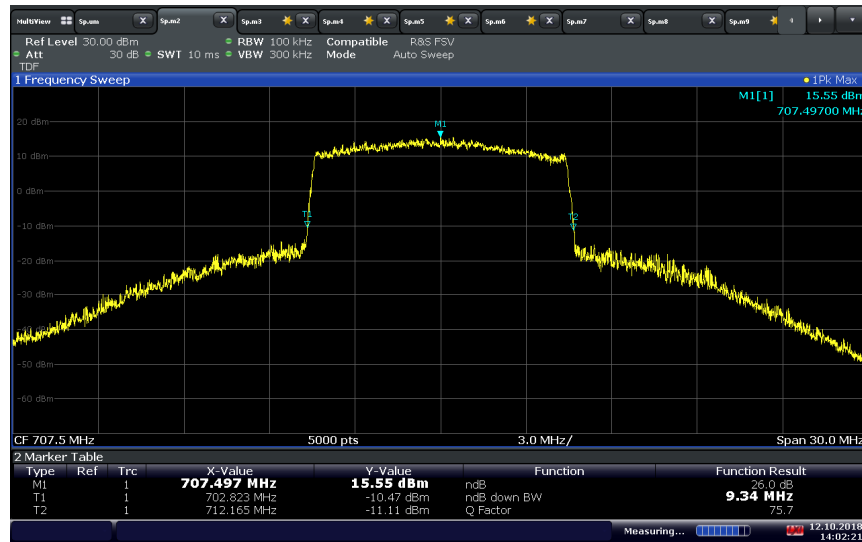 MultiView Sp.um X Sp.m2 X Sp.m3 X Sp.m4 X Sp.m5 X Sp.m6 X Sp.m7 X Sp.m8 X Sp.m9
Ref Level 30.00 dBm RBW 100 kHz Compatible R&S FSV
Att 30 dB SWT 10 ms VBW 300 kHz Mode Auto Sweep
TDF
1 Frequency Sweep 1Pk Max
M1[1] 15.55 dBm
707.49700 MHz
20 dBm
M1
10 dBm
0 dBm
T1 T2
-10 dBm
-20 dBm
-30 dBm
-50 dBm
-60 dBm
CF 707.5 MHz 5000 pts 3.0 MHz/ Span 30.0 MHz
2 Marker Table
Type Ref Trc X-Value Y-Value Function Function Result
M1 1 707.497 MHz 15.55 dBm ndB 26.0 dB
T1 1 702.823 MHz -10.47 dBm ndB down BW 9.34 MHz
T2 1 712.165 MHz -11.11 dBm Q Factor 75.7
Measuring... 12.10.2018
14:02:21